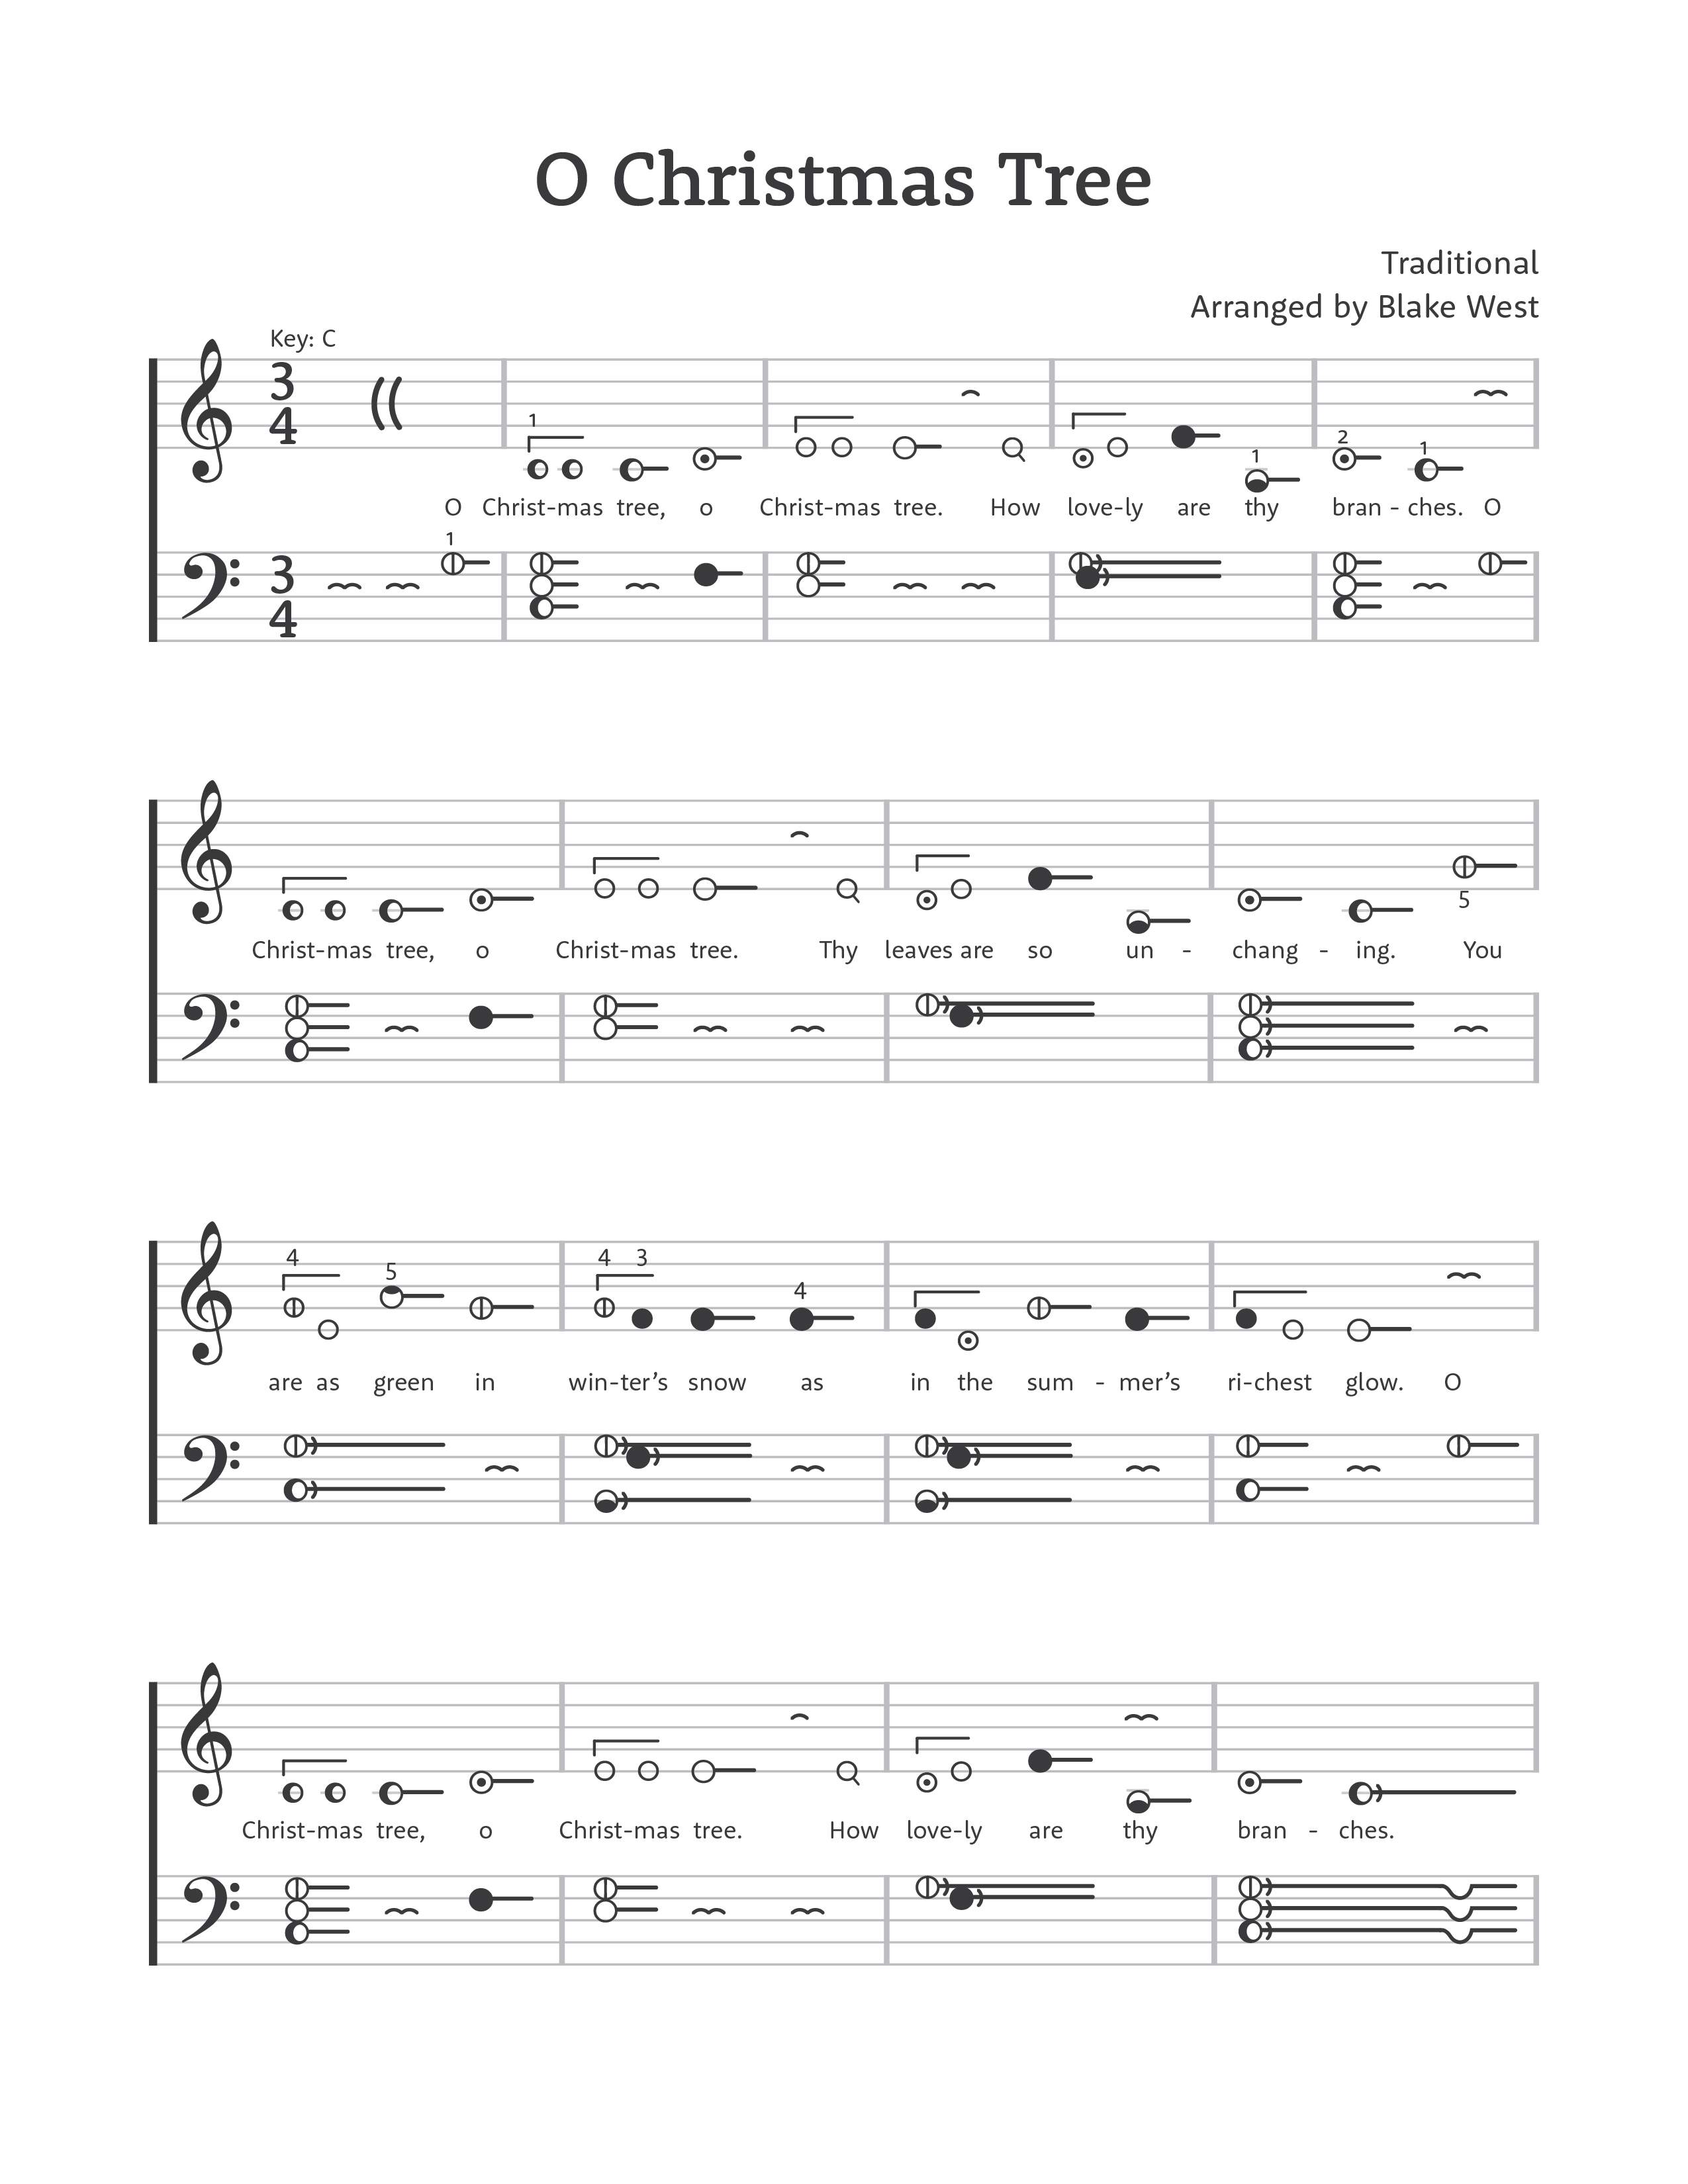 O Christmas Tree
Traditional
Arranged by Blake West
Key: C
3
4
1
1
2
1
O Christ-mas tree, o Christ-mas tree. How love-ly are thy bran - ches. O
1
3
4
5
Christ-mas tree, o Christ-mas tree. Thy leaves are so un - chang - ing. You
4 5 4 3 4
are as green in win-ter’s snow as in the sum - mer’s ri-chest glow. O
Christ-mas tree, o Christ-mas tree. How love-ly are thy bran - ches.